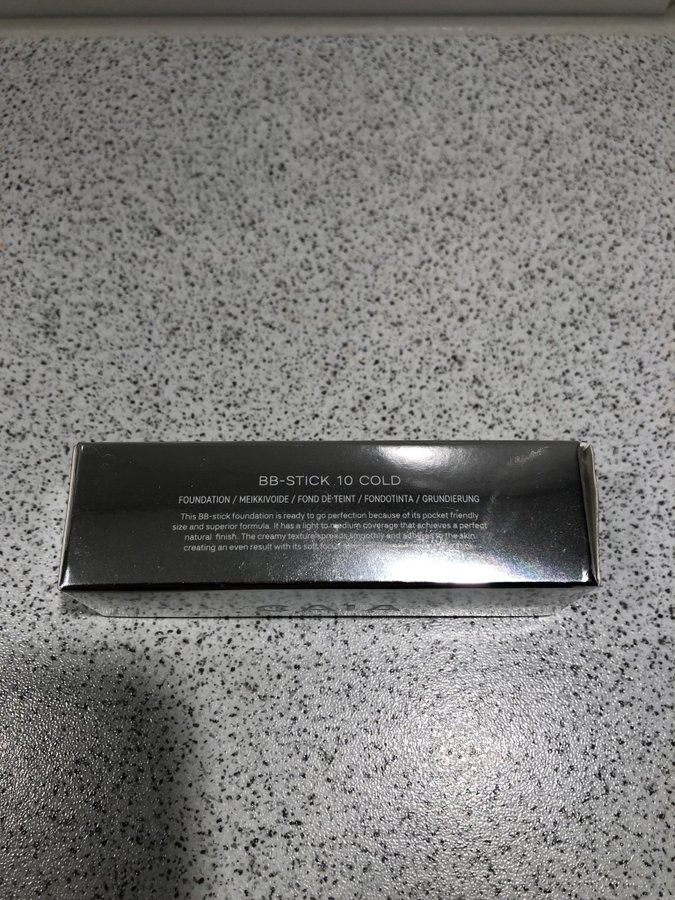 BB-STICK 10 COLD
FOUNDATION / MEIKKIVOIDE / FOND DE TEINT / FONDOTINTA / GRUNDIERUNG
This BB-stick foundation is ready to go perfection because of its pocket friendly
size and superior formula. It has a light to medium coverage that achieves a perfect
natural finish. The creamy texture spreads smoothly and adheres to the skin
creating an even result with its soft focus